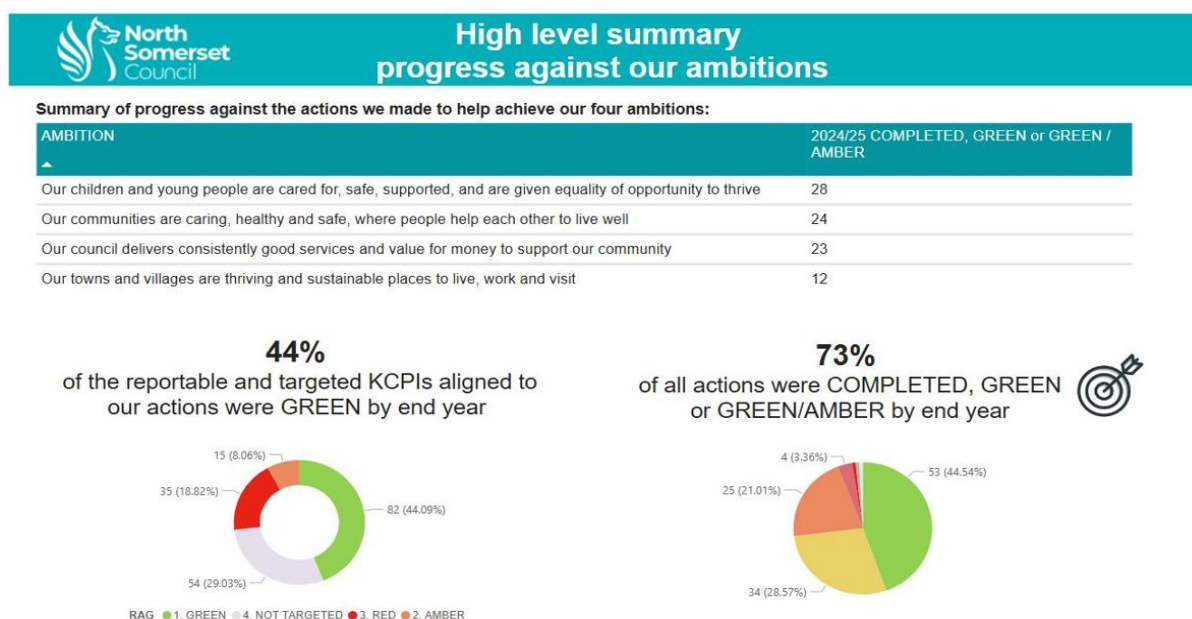 North
Somerset
Council
High level summary
progress against our ambitions
Summary of progress against the actions we made to help achieve our four ambitions:
AMBITION
2024/25 COMPLETED, GREEN or GREEN /
AMBER
Our children and young people are cared for, safe, supported, and are given equality of opportunity to thrive 28
Our communities are caring, healthy and safe, where people help each other to live well 24
Our council delivers consistently good services and value for money to support our community 23
Our towns and villages are thriving and sustainable places to live, work and visit 12
44%
of the reportable and targeted KCPIs aligned to
our actions were GREEN by end year
15 (8.06%)
35 (18.82%)
82 (44.09%)
54 (29.03%)
RAG 1. GREEN 4. NOT TARGETED 3. RED 2. AMBER
73%
of all actions were COMPLETED, GREEN
or GREEN/AMBER by end year
4 (3.36%)
53 (44.54%)
25 (21.01%)
34 (28.57%)